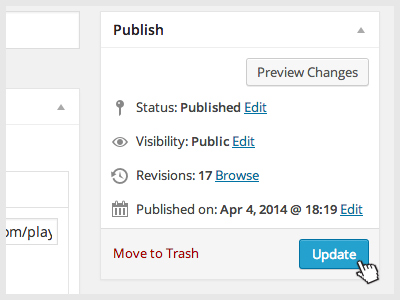 Publish
Preview Changes
Status: Published Edit
Visibility: Public Edit
Revisions: 17 Browse
om/play
Published on: Apr 4, 2014 @ 18:19 Edit
Move to Trash
Update